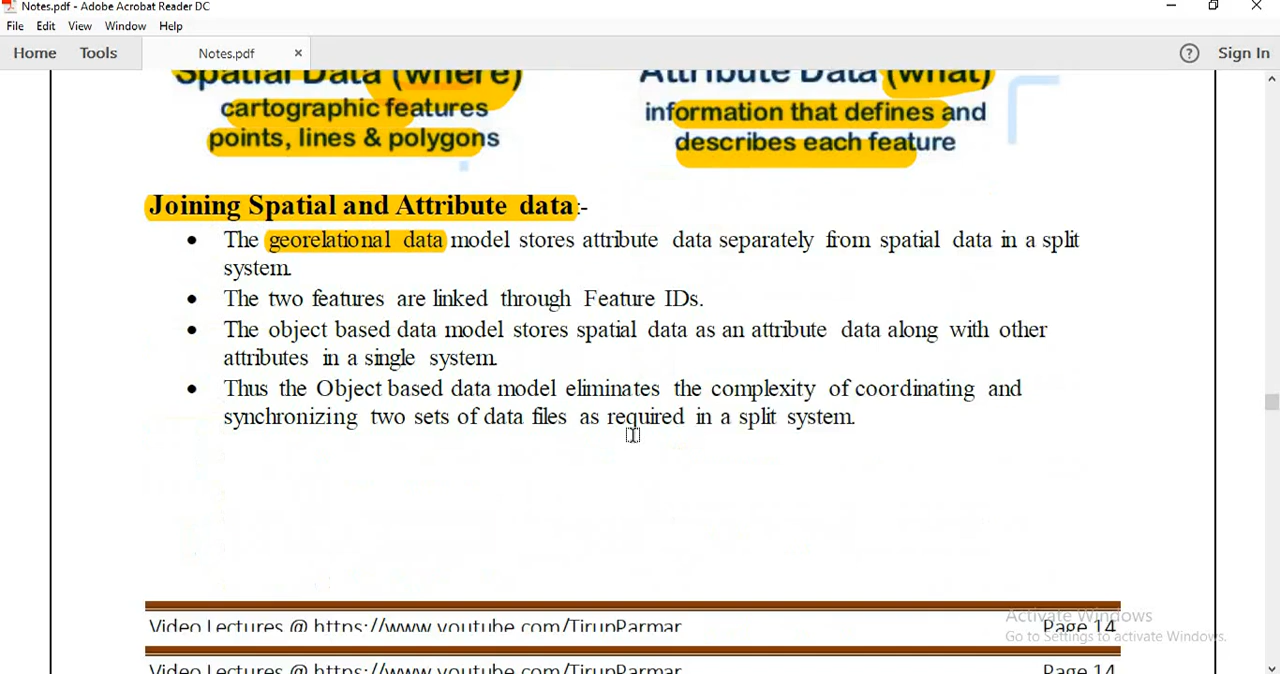 Notes.pdf - Adobe Acrobat Reader DC
File Edit View Window Help
Home Tools Notes.pdf × ? Sign In
Spatial Data (where)
cartographic features
points, lines & polygons
Attribute Data (what)
information that defines and
describes each feature
Joining Spatial and Attribute data:-
• The georelational data model stores attribute data separately from spatial data in a split
system.
• The two features are linked through Feature IDs.
• The object based data model stores spatial data as an attribute data along with other
attributes in a single system.
• Thus the Object based data model eliminates the complexity of coordinating and
synchronizing two sets of data files as required in a split system.
Activate Windows
Video Lectures @ https://www.youtube.com/TirupParmar Page 14
Go to Settings to activate Windows.
Video Lectures @ https://www.youtube.com/TirupParmar Page 14